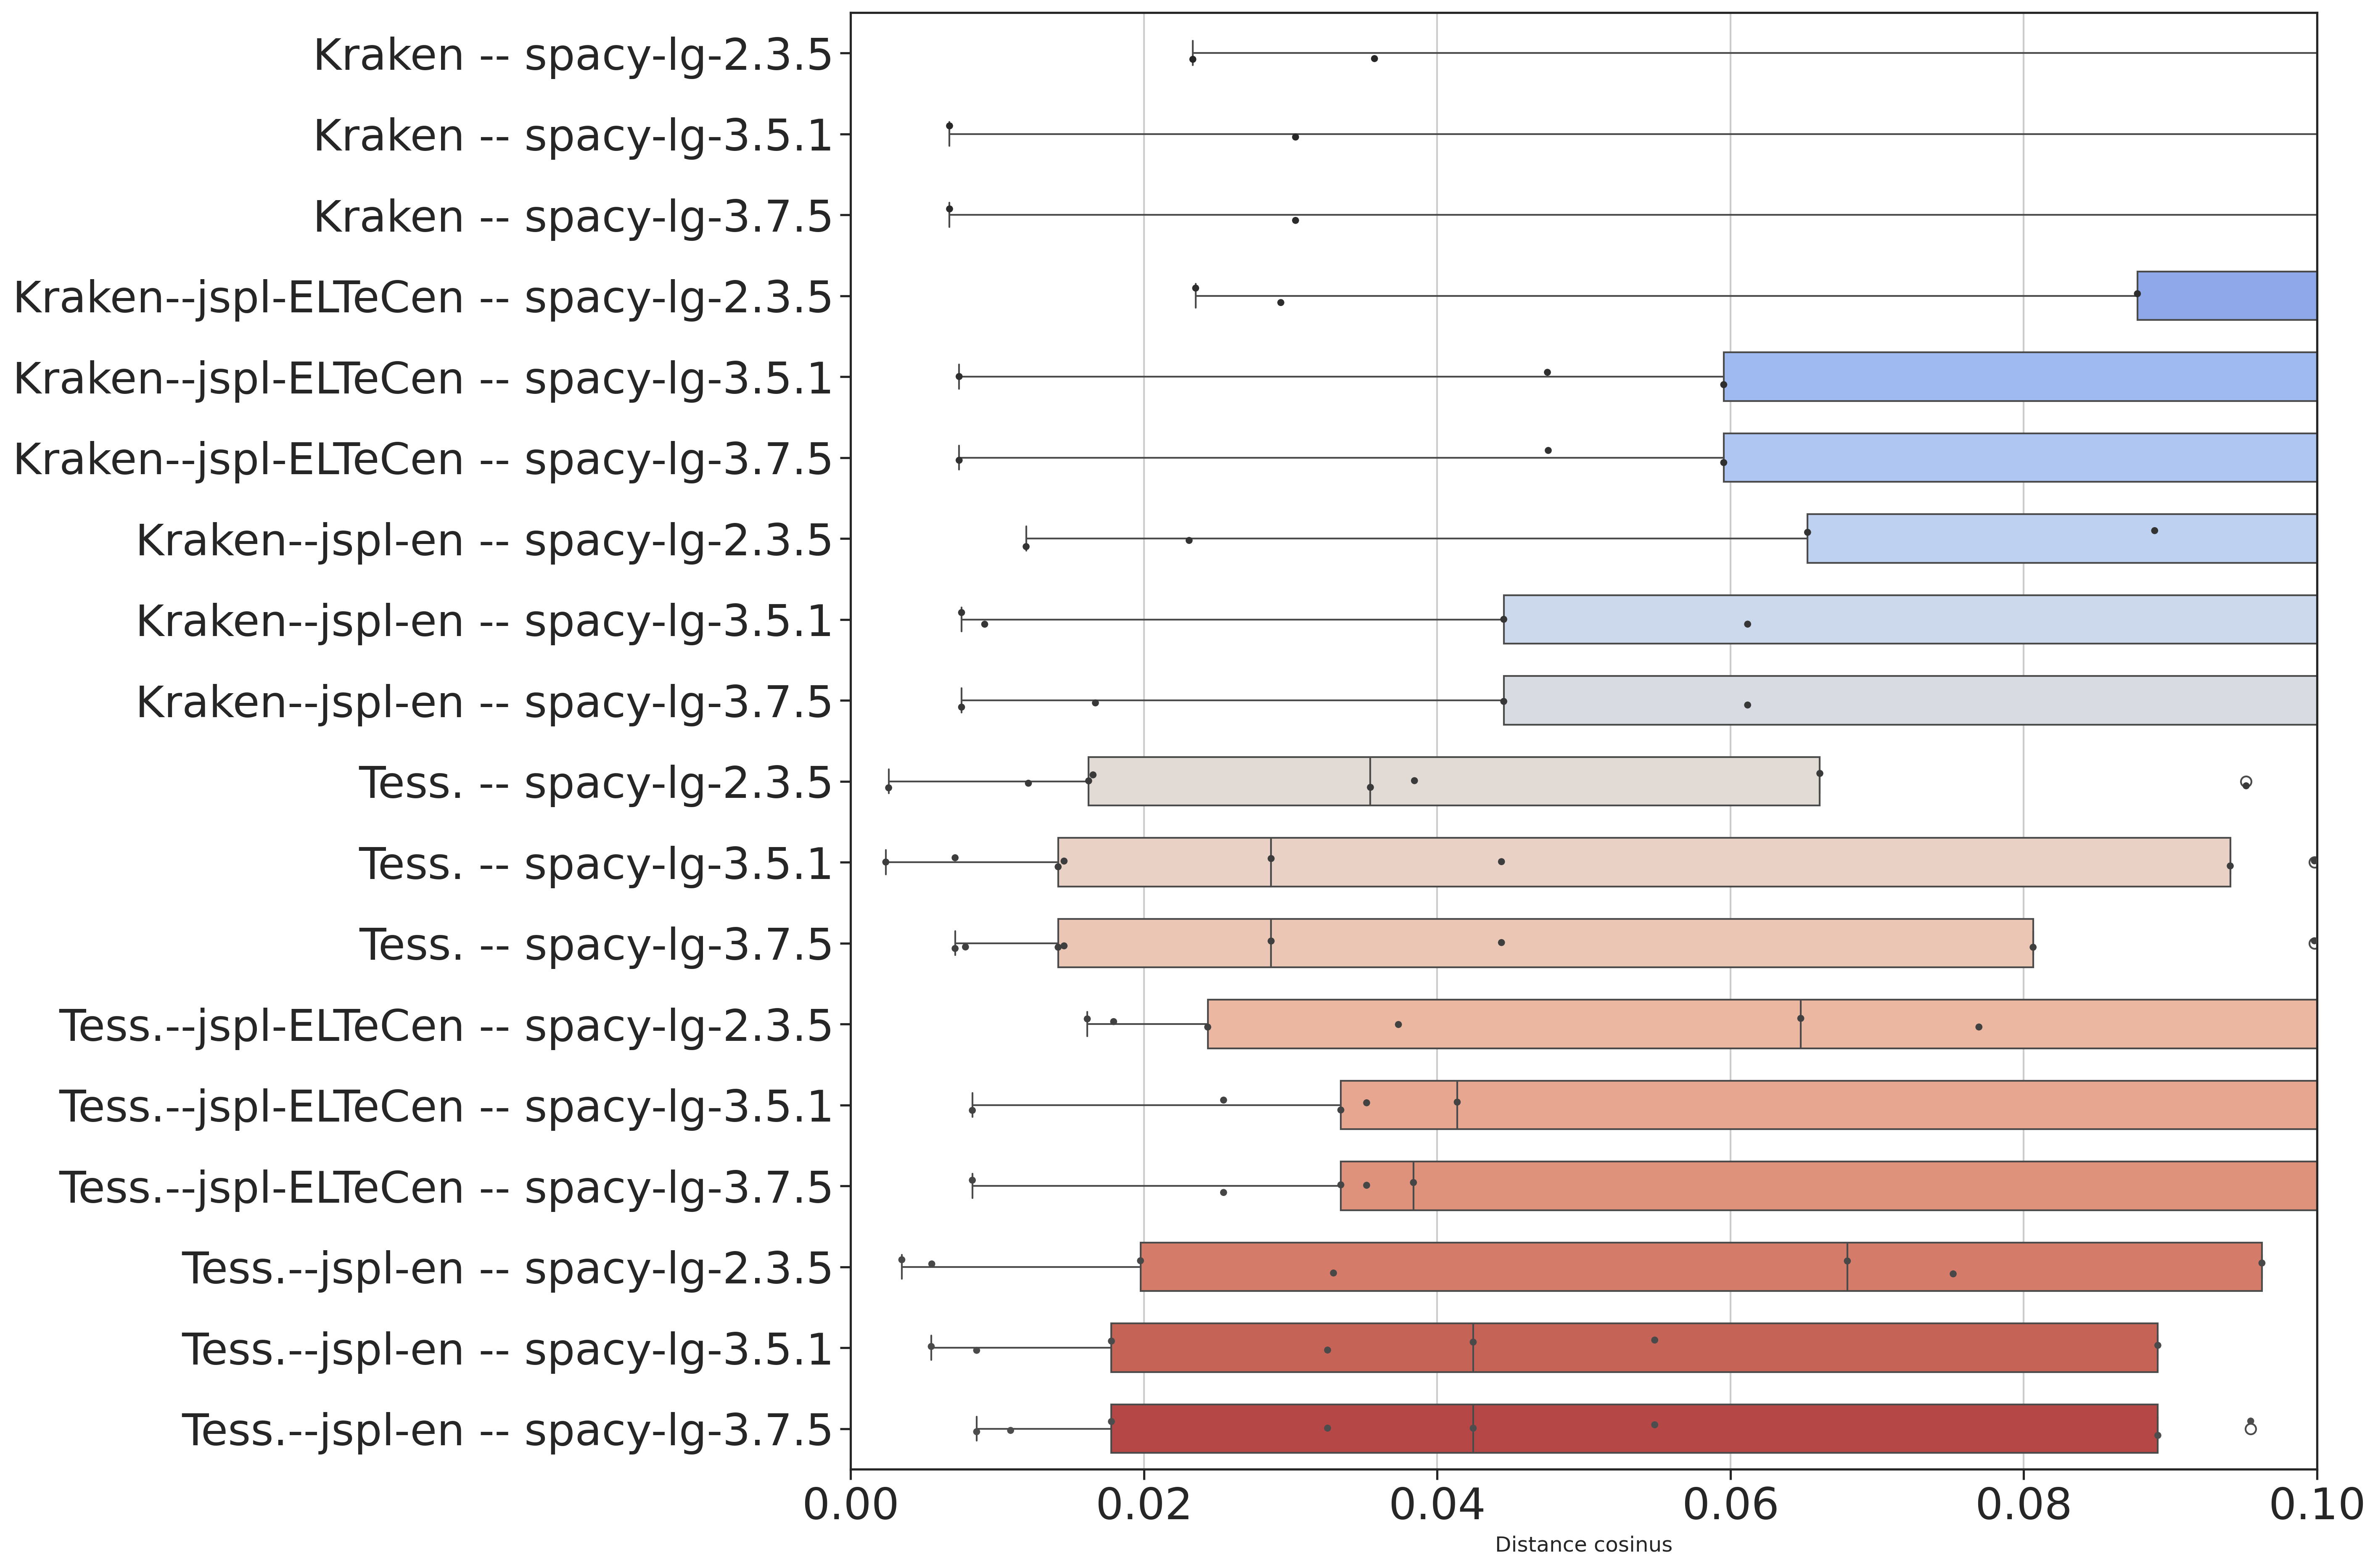 Kraken -- spacy-lg-2.3.5
Kraken -- spacy-lg-3.5.1
Kraken -- spacy-lg-3.7.5
Kraken--jspl-ELTeCen -- spacy-lg-2.3.5
Kraken--jspl-ELTeCen -- spacy-lg-3.5.1
Kraken--jspl-ELTeCen -- spacy-lg-3.7.5
Kraken--jspl-en -- spacy-lg-2.3.5
Kraken--jspl-en -- spacy-lg-3.5.1
Kraken--jspl-en -- spacy-lg-3.7.5
Tess. -- spacy-lg-2.3.5
Tess. -- spacy-lg-3.5.1
Tess. -- spacy-lg-3.7.5
Tess.--jspl-ELTeCen -- spacy-lg-2.3.5
Tess.--jspl-ELTeCen -- spacy-lg-3.5.1
Tess.--jspl-ELTeCen -- spacy-lg-3.7.5
Tess.--jspl-en -- spacy-lg-2.3.5
Tess.--jspl-en -- spacy-lg-3.5.1
Tess.--jspl-en -- spacy-lg-3.7.5
0.00 0.02 0.04 0.06 0.08 0.10
Distance cosinus